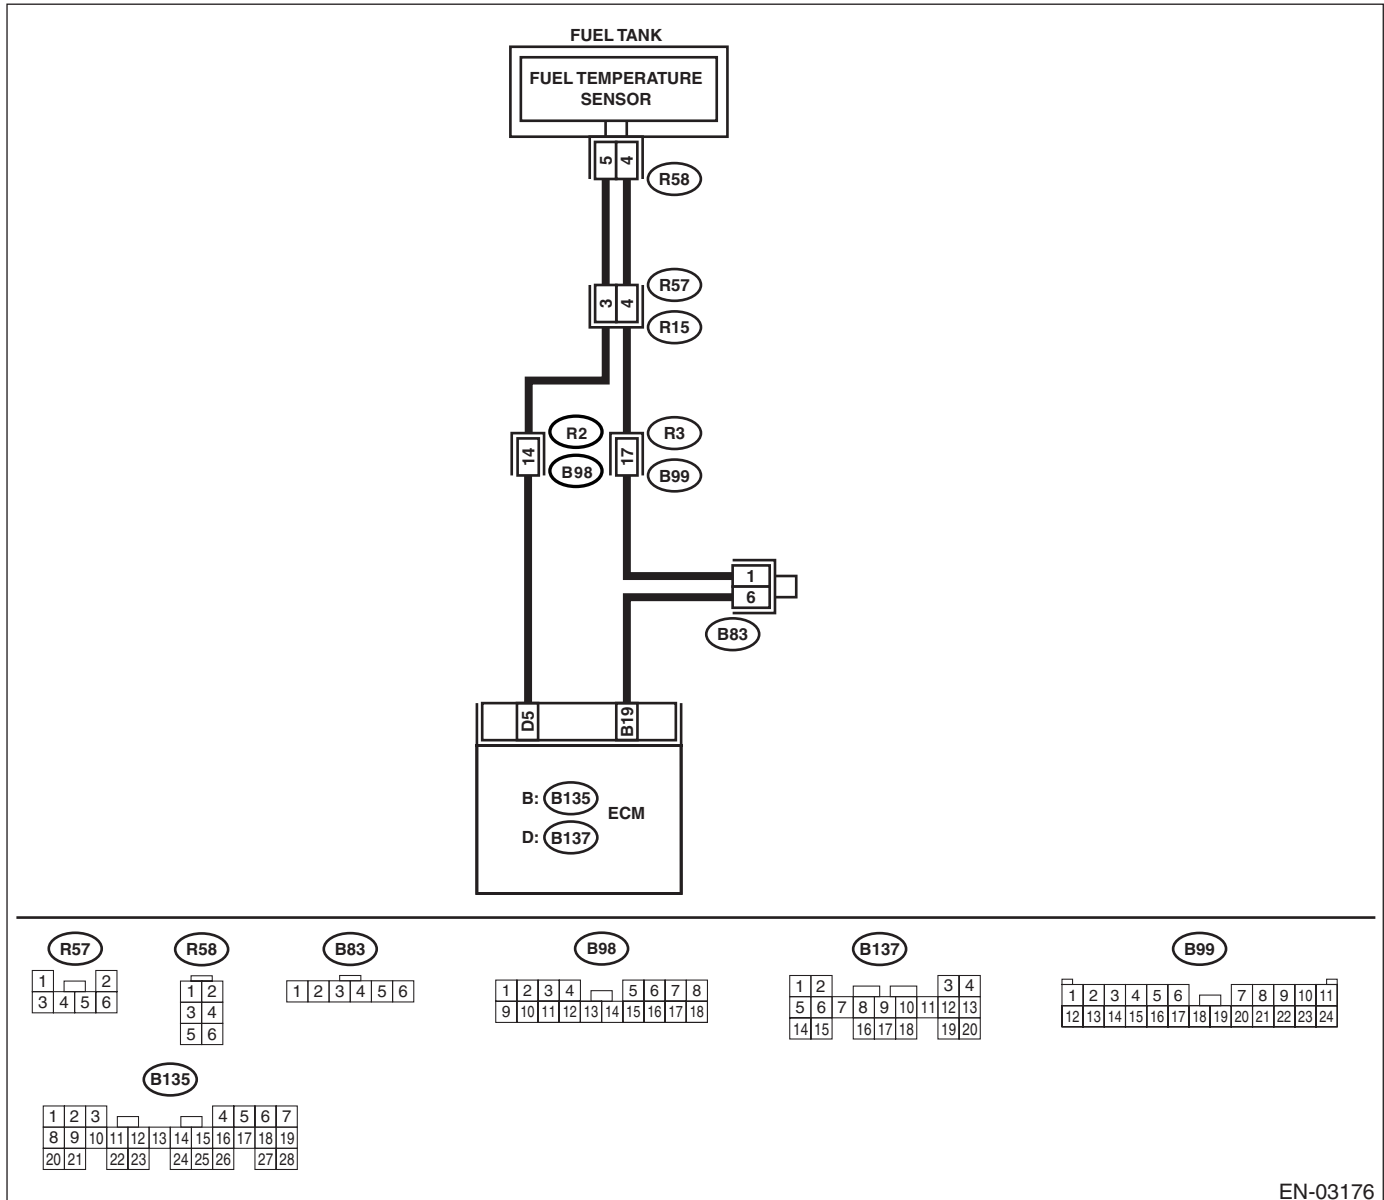 FUEL TANK
FUEL TEMPERATURE
SENSOR
5 4
R58
R57
3 4
R15
R2 R3
14 17
B98 B99
1
6
B83
D5 B19
B: B135
ECM
D: B137
R57 R58 B83 B98 B137 B99
1 2
3 4 5 6
1 2
3 4
5 6
1 2 3 4 5 6
1 2 3 4 5 6 7 8
9 10 11 12 13 14 15 16 17 18
1 2 3 4
5 6 7 8 9 10 11 12 13
14 15 16 17 18 19 20
1 2 3 4 5 6 7 8 9 10 11
12 13 14 15 16 17 18 19 20 21 22 23 24
B135
1 2 3 4 5 6 7
8 9 10 11 12 13 14 15 16 17 18 19
20 21 22 23 24 25 26 27 28
EN-03176